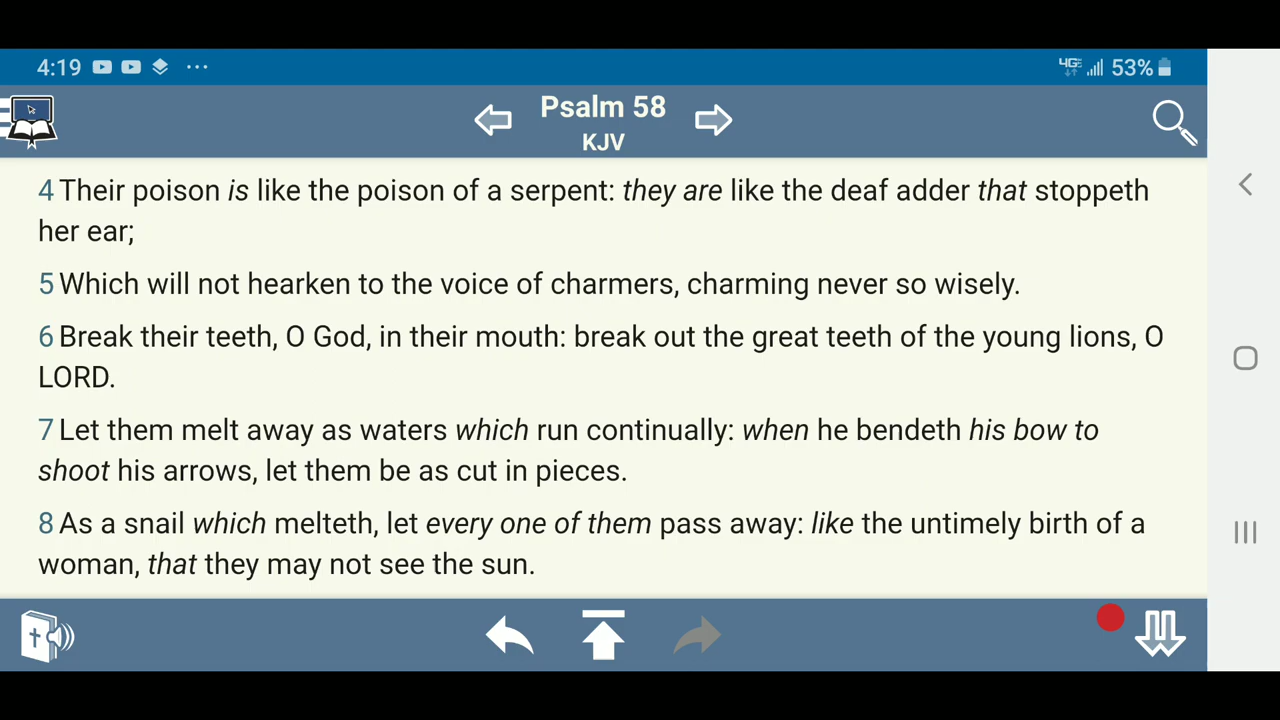 4:19 ... 4GE 53%
Psalm 58
KJV
4 Their poison is like the poison of a serpent: they are like the deaf adder that stoppeth
her ear;
5 Which will not hearken to the voice of charmers, charming never so wisely.
6 Break their teeth, O God, in their mouth: break out the great teeth of the young lions, O
LORD.
7 Let them melt away as waters which run continually: when he bendeth his bow to
shoot his arrows, let them be as cut in pieces.
8 As a snail which melteth, let every one of them pass away: like the untimely birth of a
woman, that they may not see the sun.